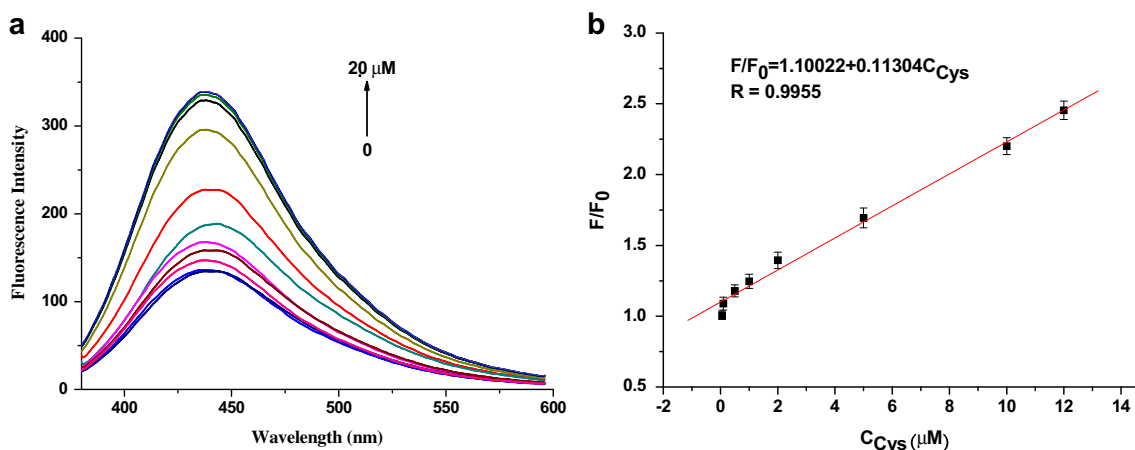 a
400
300
200
100
0
Fluorescence Intensity
20 μM
0
400 450 500 550 600
Wavelength (nm)
b
3.0
2.5
2.0
1.5
1.0
0.5
F/F0
F/F0=1.10022+0.11304CCys
R = 0.9955
-2 0 2 4 6 8 10 12 14
CCys (μM)